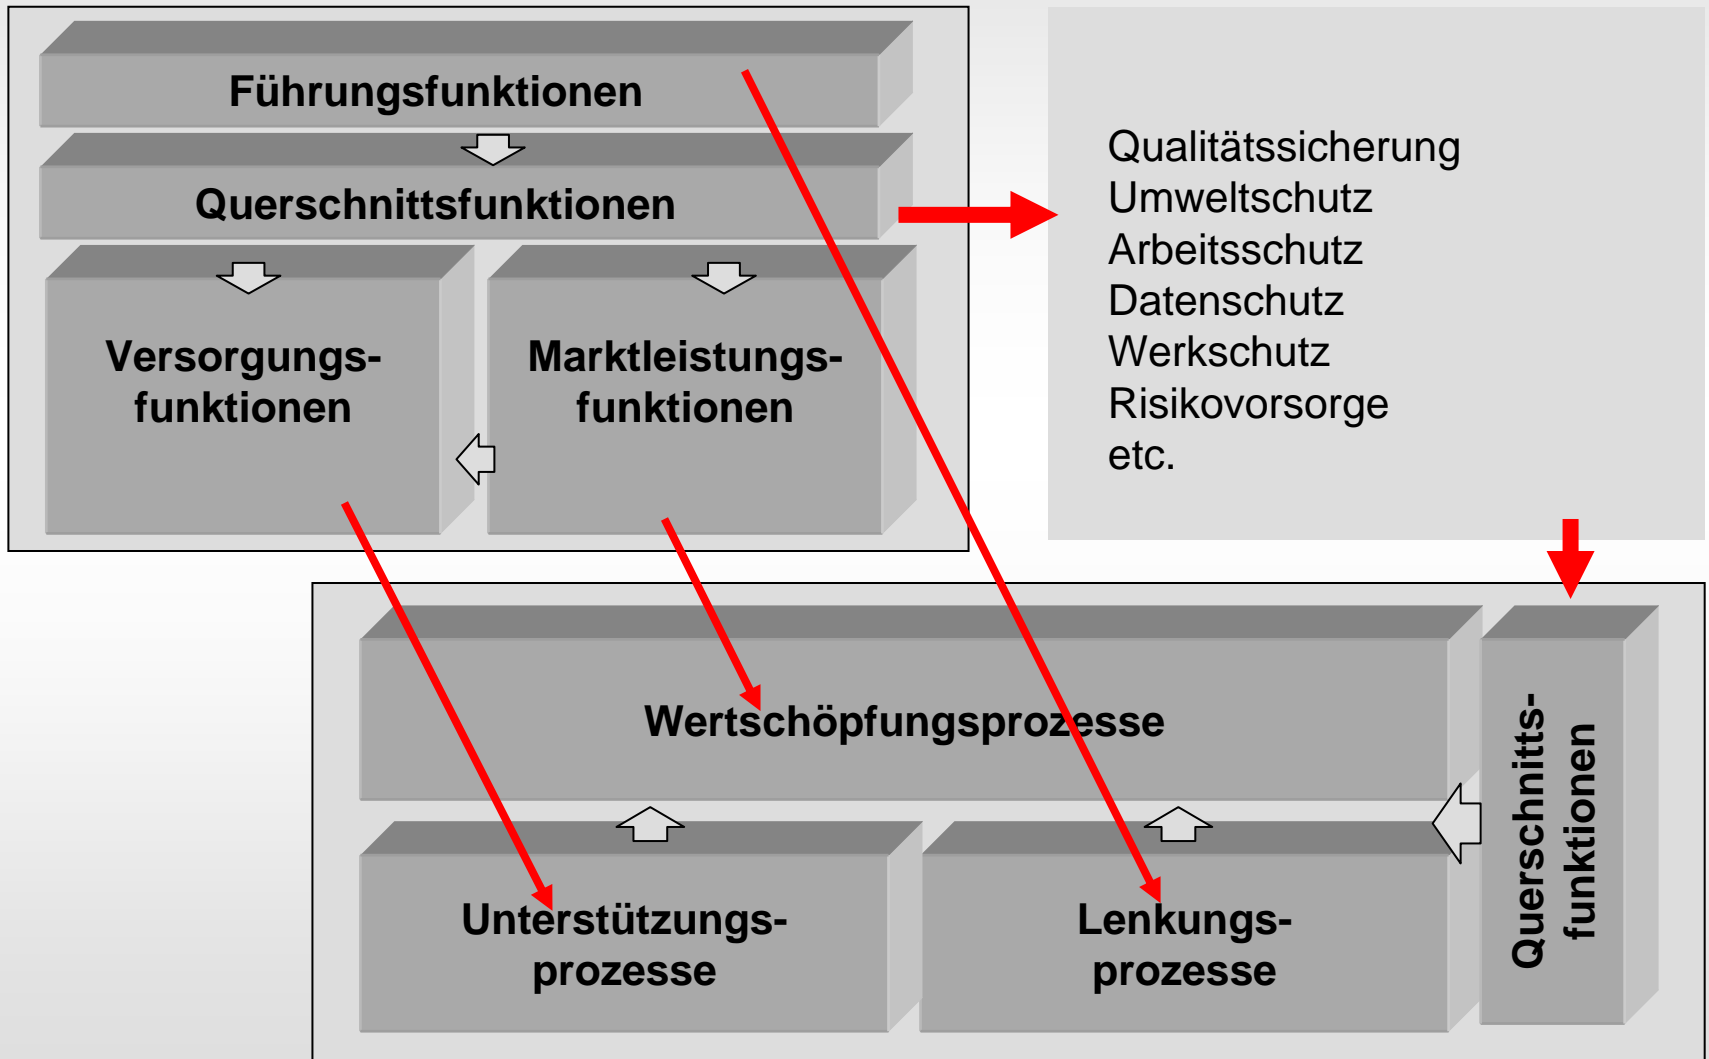 Führungsfunktionen
Querschnittsfunktionen
Versorgungs-
funktionen
Marktleistungs-
funktionen
Qualitätssicherung
Umweltschutz
Arbeitsschutz
Datenschutz
Werkschutz
Risikovorsorge
etc.
Wertschöpfungsprozesse
Unterstützungs-
prozesse
Lenkungs-
prozesse
Querschnitts-
funktionen